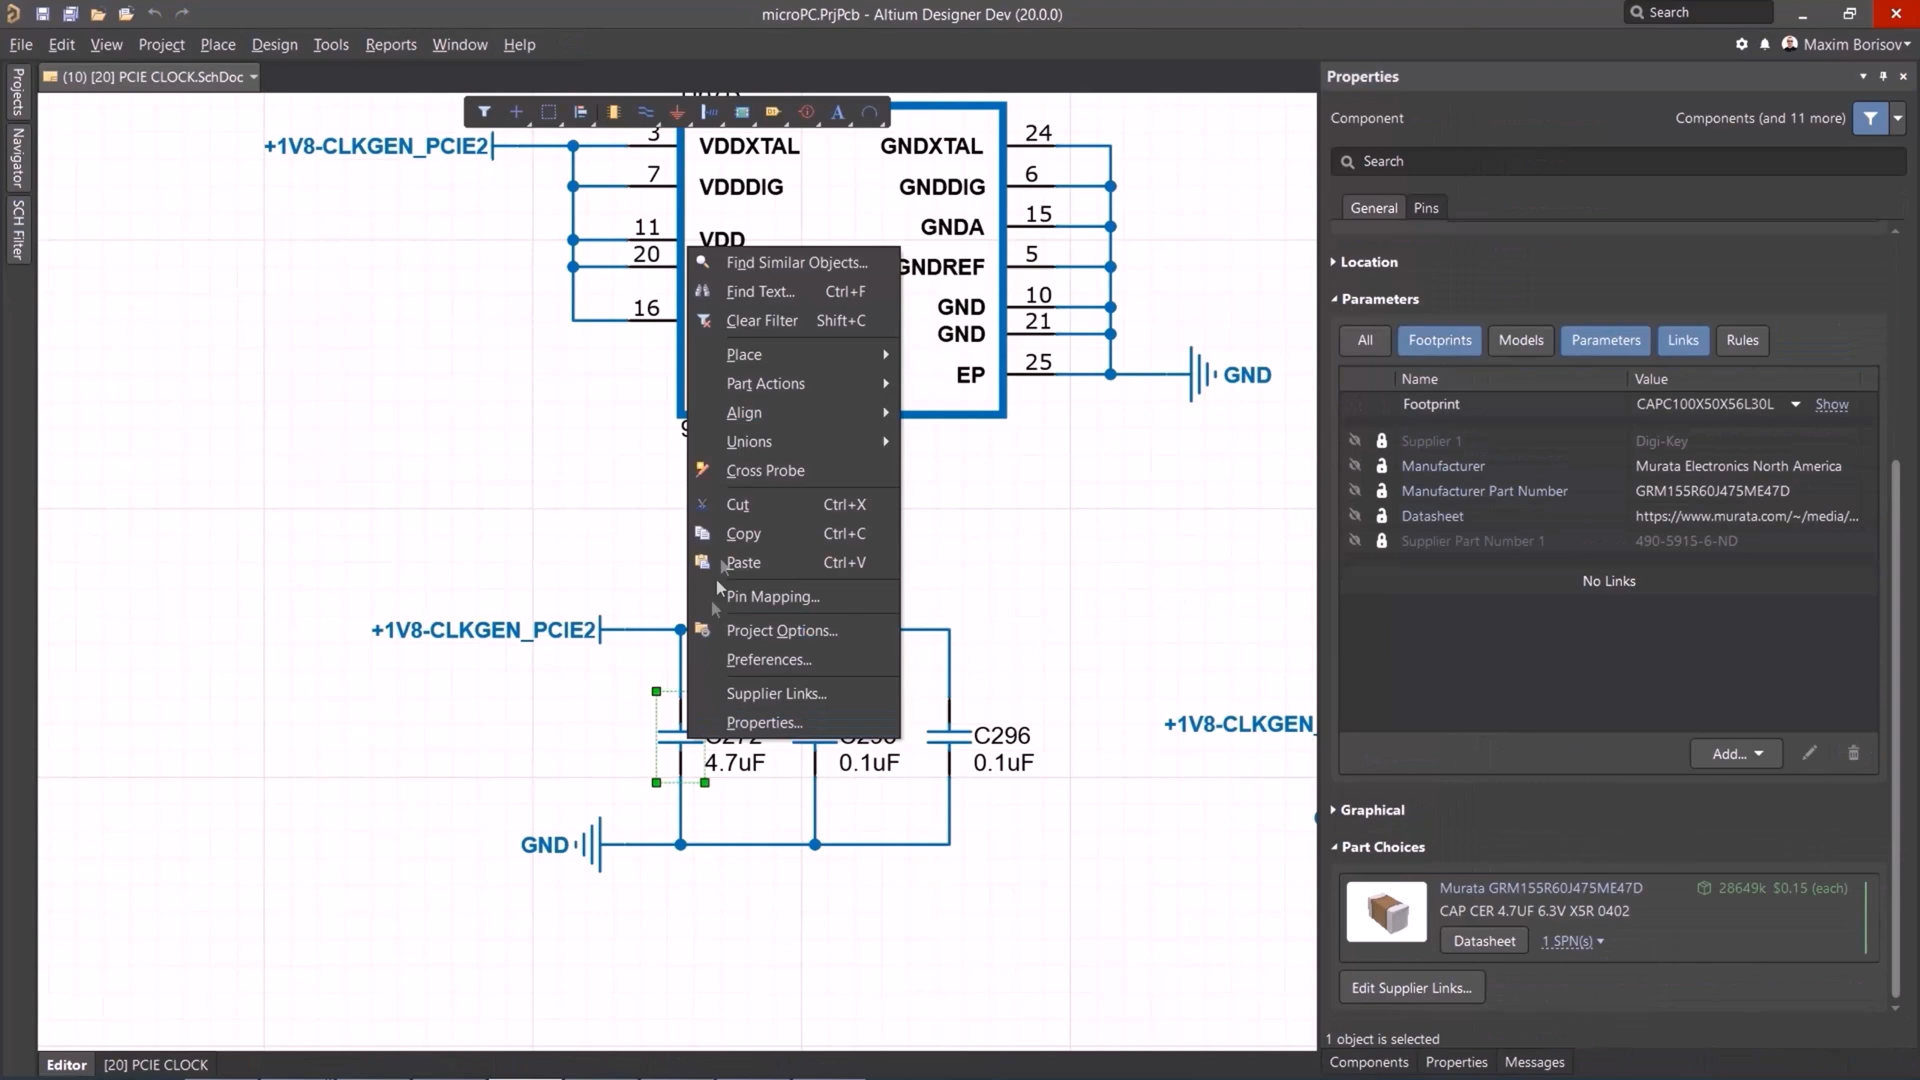 microPC.PrjPcb - Altium Designer Dev (20.0.0)
Search
File Edit View Project Place Design Tools Reports Window Help
Maxim Borisov
(10) [20] PCIE CLOCK.SchDoc
Projects
Navigator
SCH Filter
+1V8-CLKGEN_PCIE2
3 VDDXTAL GNDXTAL 24
7 VDDDIG GNDDIG 6
GNDA 15
11 VDD
20 GNDREF 5
16 GND 10
GND 21
EP 25
GND
Find Similar Objects...
Find Text... Ctrl+F
Clear Filter Shift+C
Place
Part Actions
Align
Unions
Cross Probe
Cut Ctrl+X
Copy Ctrl+C
Paste Ctrl+V
Pin Mapping...
Project Options...
Preferences...
Supplier Links...
Properties...
+1V8-CLKGEN_PCIE2
+1V8-CLKGEN_
C296
4.7uF 0.1uF 0.1uF
GND
Properties
Component Components (and 11 more)
Search
General Pins
Location
Parameters
All Footprints Models Parameters Links Rules
Name Value
Footprint CAPC100X50X56L30L Show
Supplier 1 Digi-Key
Manufacturer Murata Electronics North America
Manufacturer Part Number GRM155R60J475ME47D
Datasheet https://www.murata.com/~/media/...
Supplier Part Number 1 490-5915-6-ND
No Links
Add...
Graphical
Part Choices
Murata GRM155R60J475ME47D 28649k $0.15 (each)
CAP CER 4.7UF 6.3V X5R 0402
Datasheet 1 SPN(s)
Edit Supplier Links...
1 object is selected
Components Properties Messages
Editor [20] PCIE CLOCK